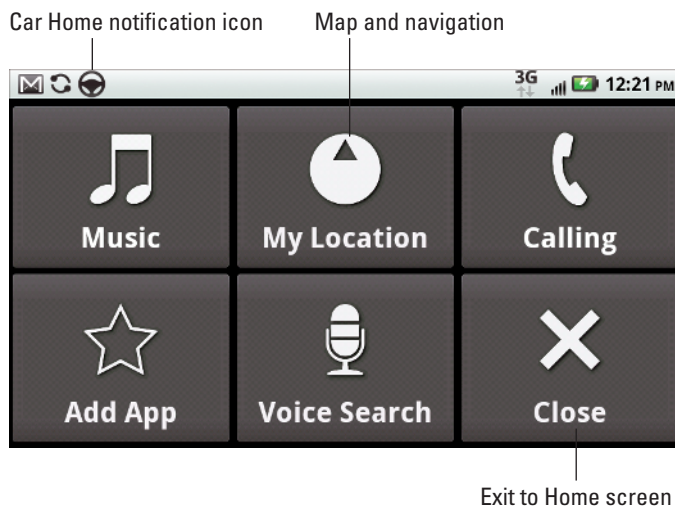 Car Home notification icon Map and navigation
3G 12:21 PM
Music My Location Calling
Add App Voice Search Close
Exit to Home screen